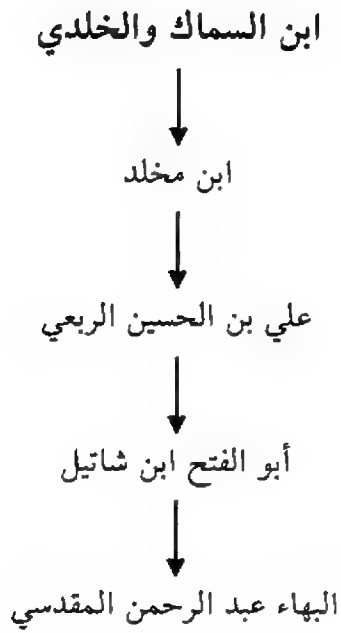 ابن السماك والخلدي
ابن مخلد
علي بن الحسين الربعي
أبو الفتح ابن شاتيل
البهاء عبد الرحمن المقدسي